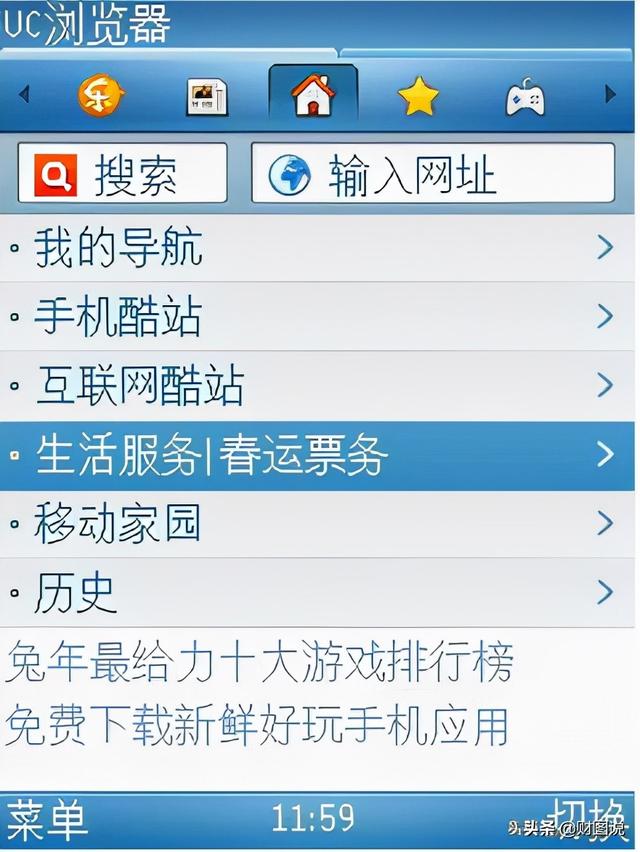 UC浏览器
搜索 输入网址
我的导航
手机酷站
互联网酷站
生活服务|春运票务
移动家园
历史
兔年最给力十大游戏排行榜
免费下载新鲜好玩手机应用
菜单 11:59 切换
头条 @财图说